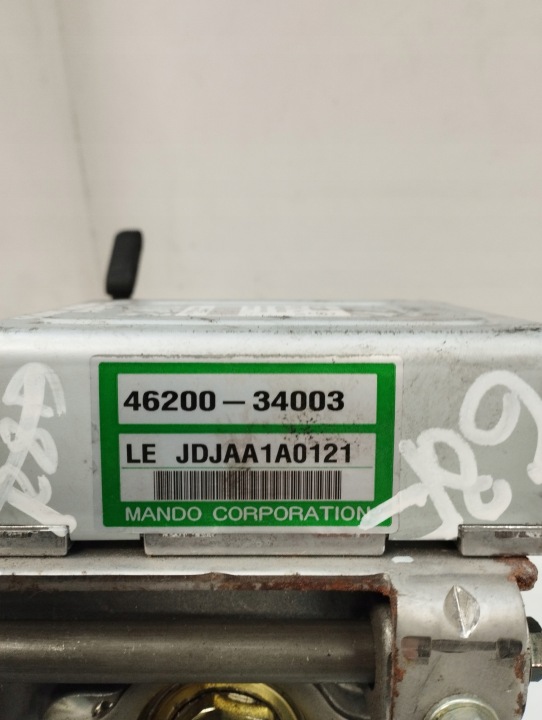 46200-34003
LE JDJAA1A0121
MANDO CORPORATION